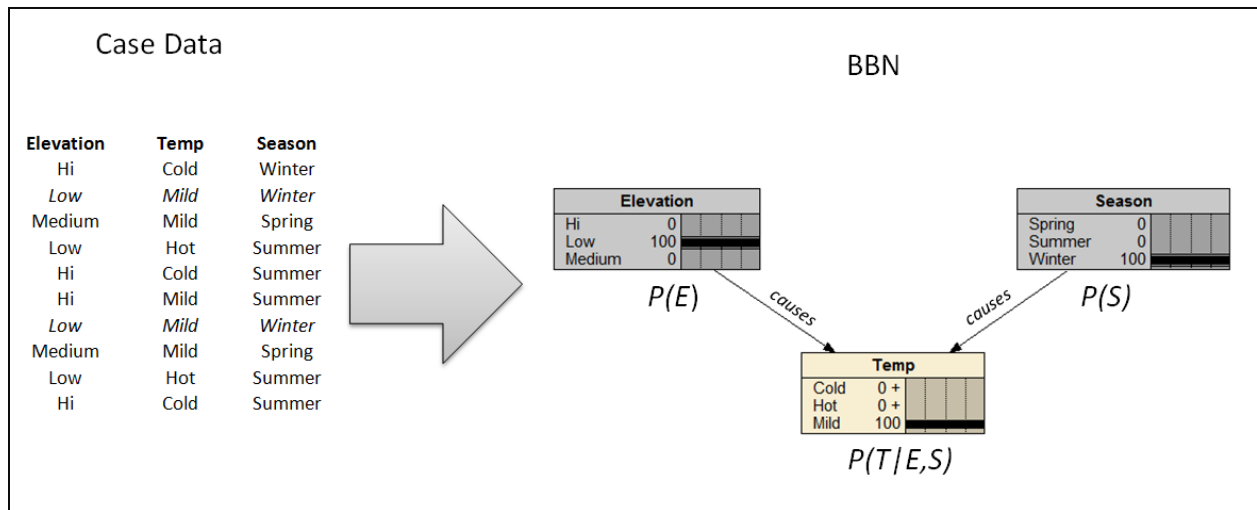 Case Data
Elevation Temp Season
Hi Cold Winter
Low Mild Winter
Medium Mild Spring
Low Hot Summer
Hi Cold Summer
Hi Mild Summer
Low Mild Winter
Medium Mild Spring
Low Hot Summer
Hi Cold Summer
BBN
Elevation
Hi 0
Low 100
Medium 0
P(E)
Season
Spring 0
Summer 0
Winter 100
P(S)
causes
causes
Temp
Cold 0 +
Hot 0 +
Mild 100
P(T|E,S)